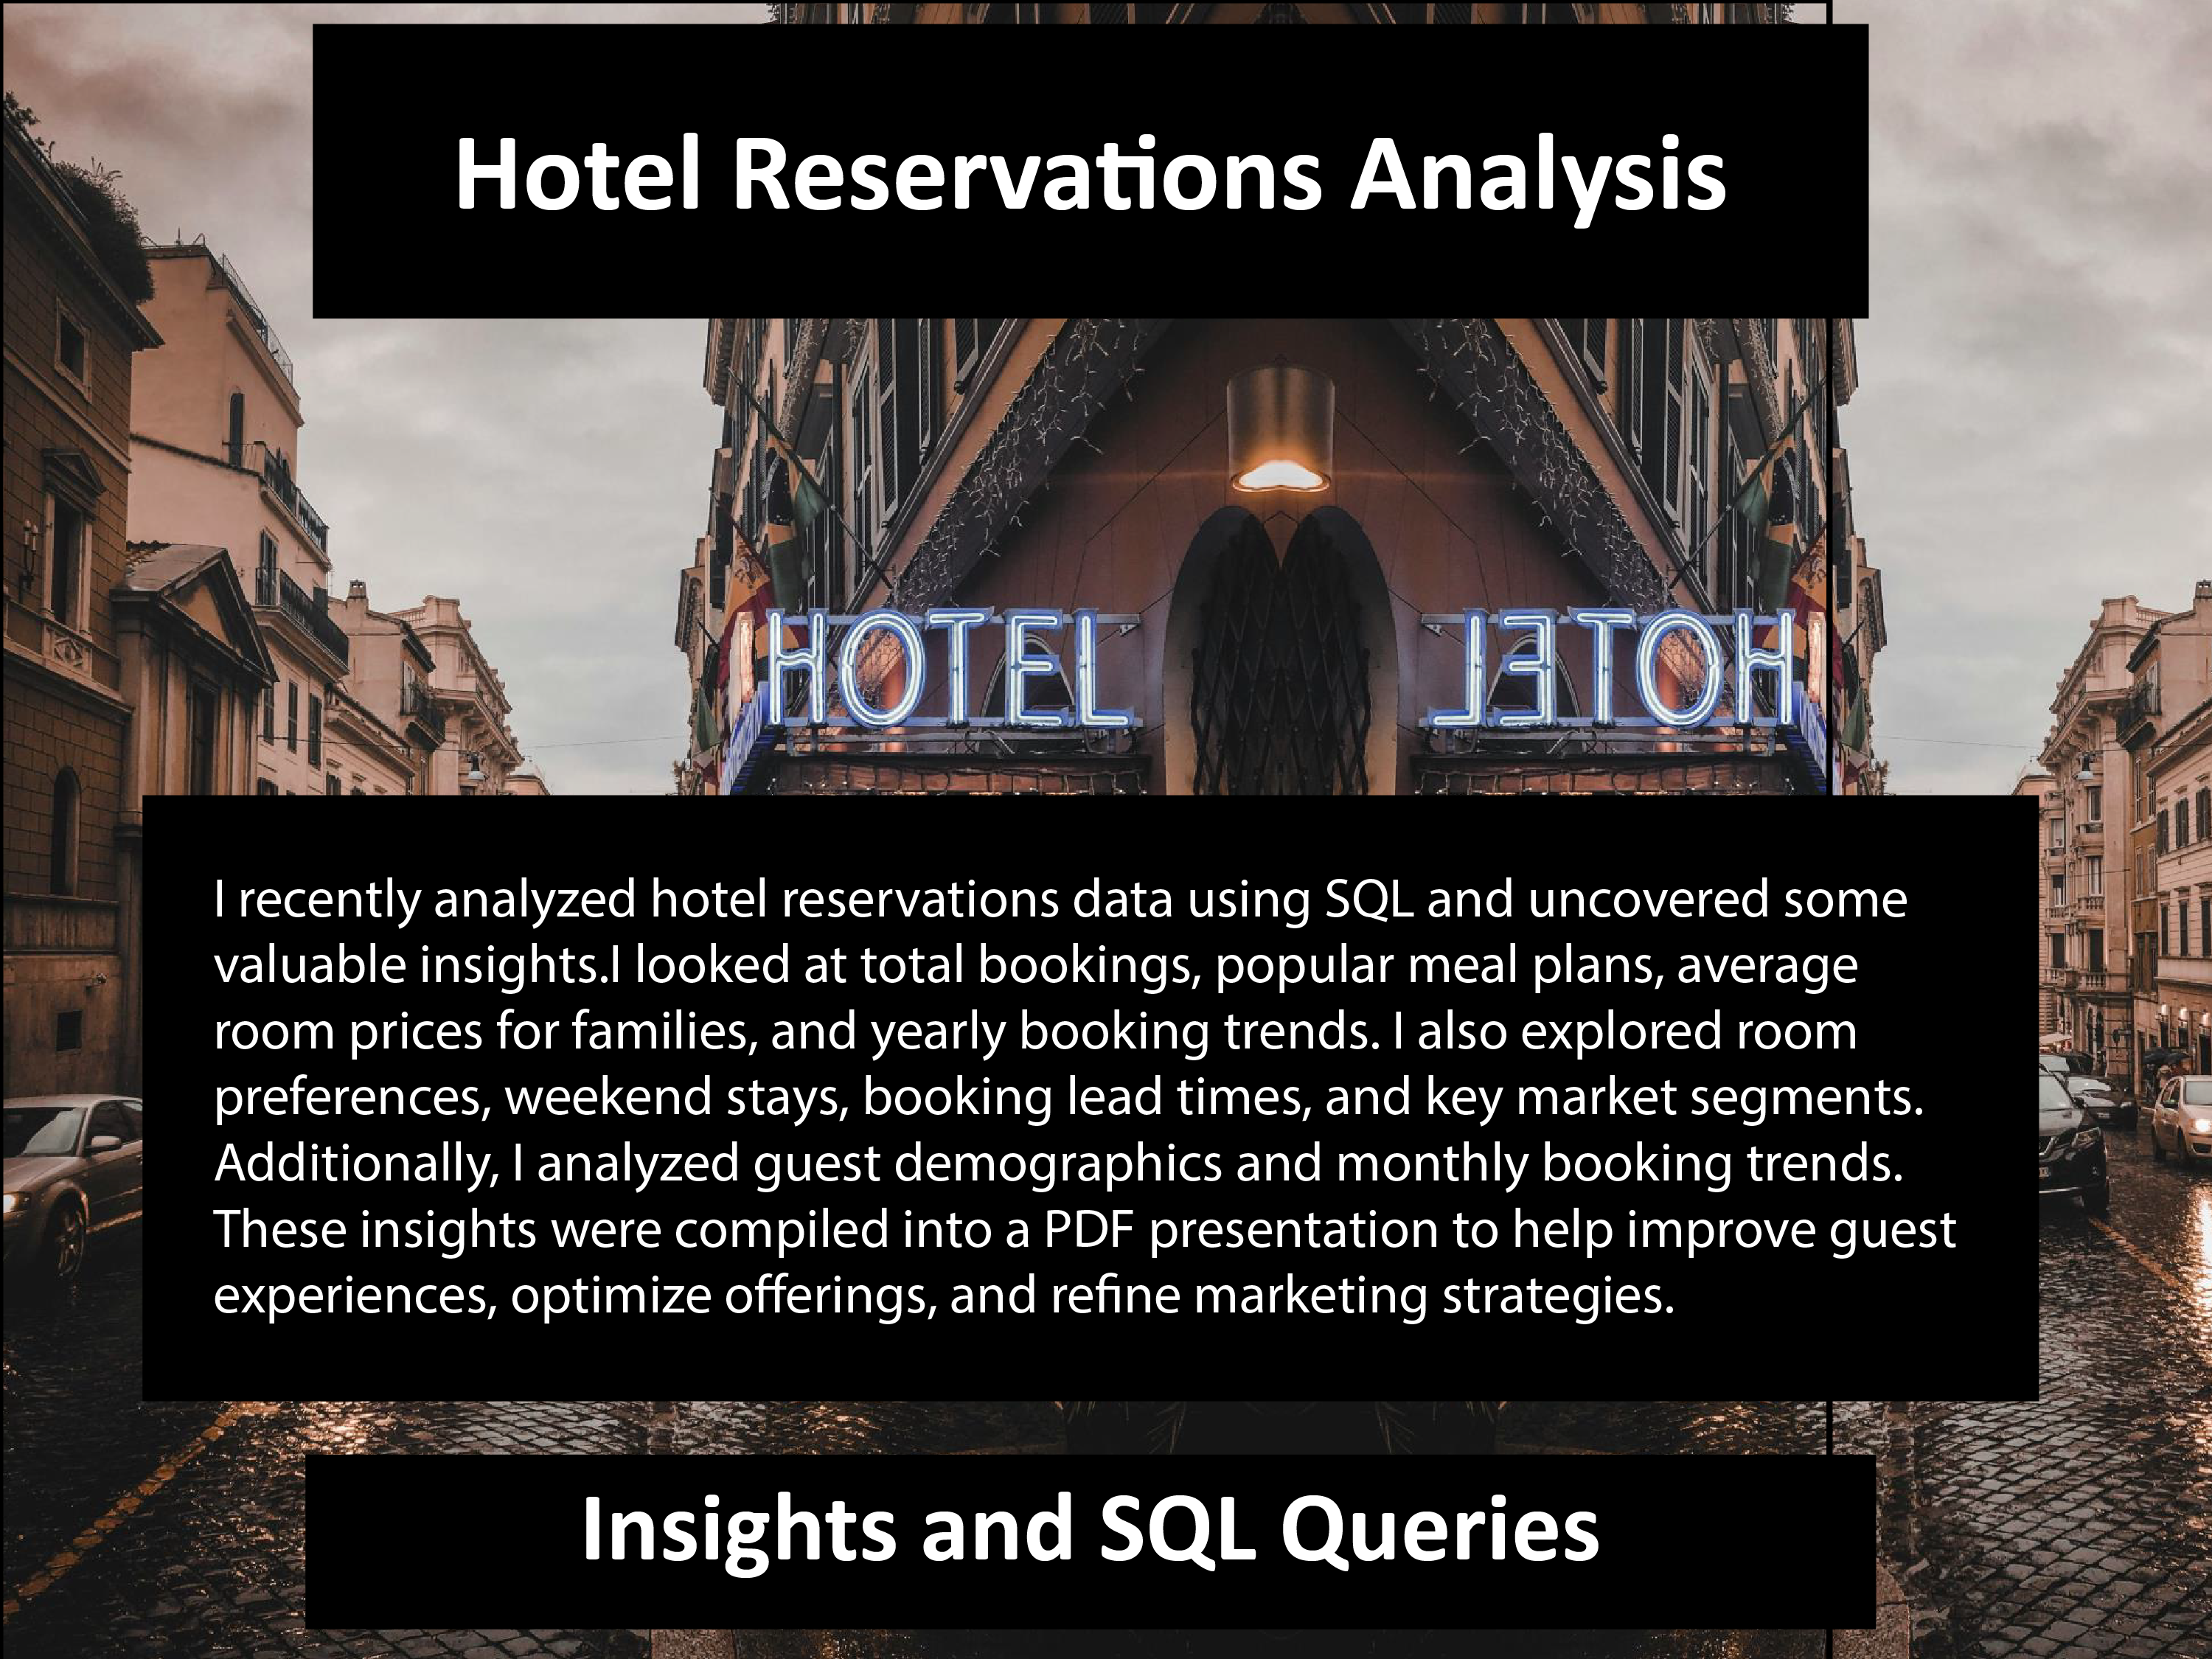 Hotel Reservations Analysis
HOTEL
HOTEL
I recently analyzed hotel reservations data using SQL and uncovered some
valuable insights.I looked at total bookings, popular meal plans, average
room prices for families, and yearly booking trends. I also explored room
preferences, weekend stays, booking lead times, and key market segments.
Additionally, I analyzed guest demographics and monthly booking trends.
These insights were compiled into a PDF presentation to help improve guest
experiences, optimize offerings, and refine marketing strategies.
Insights and SQL Queries